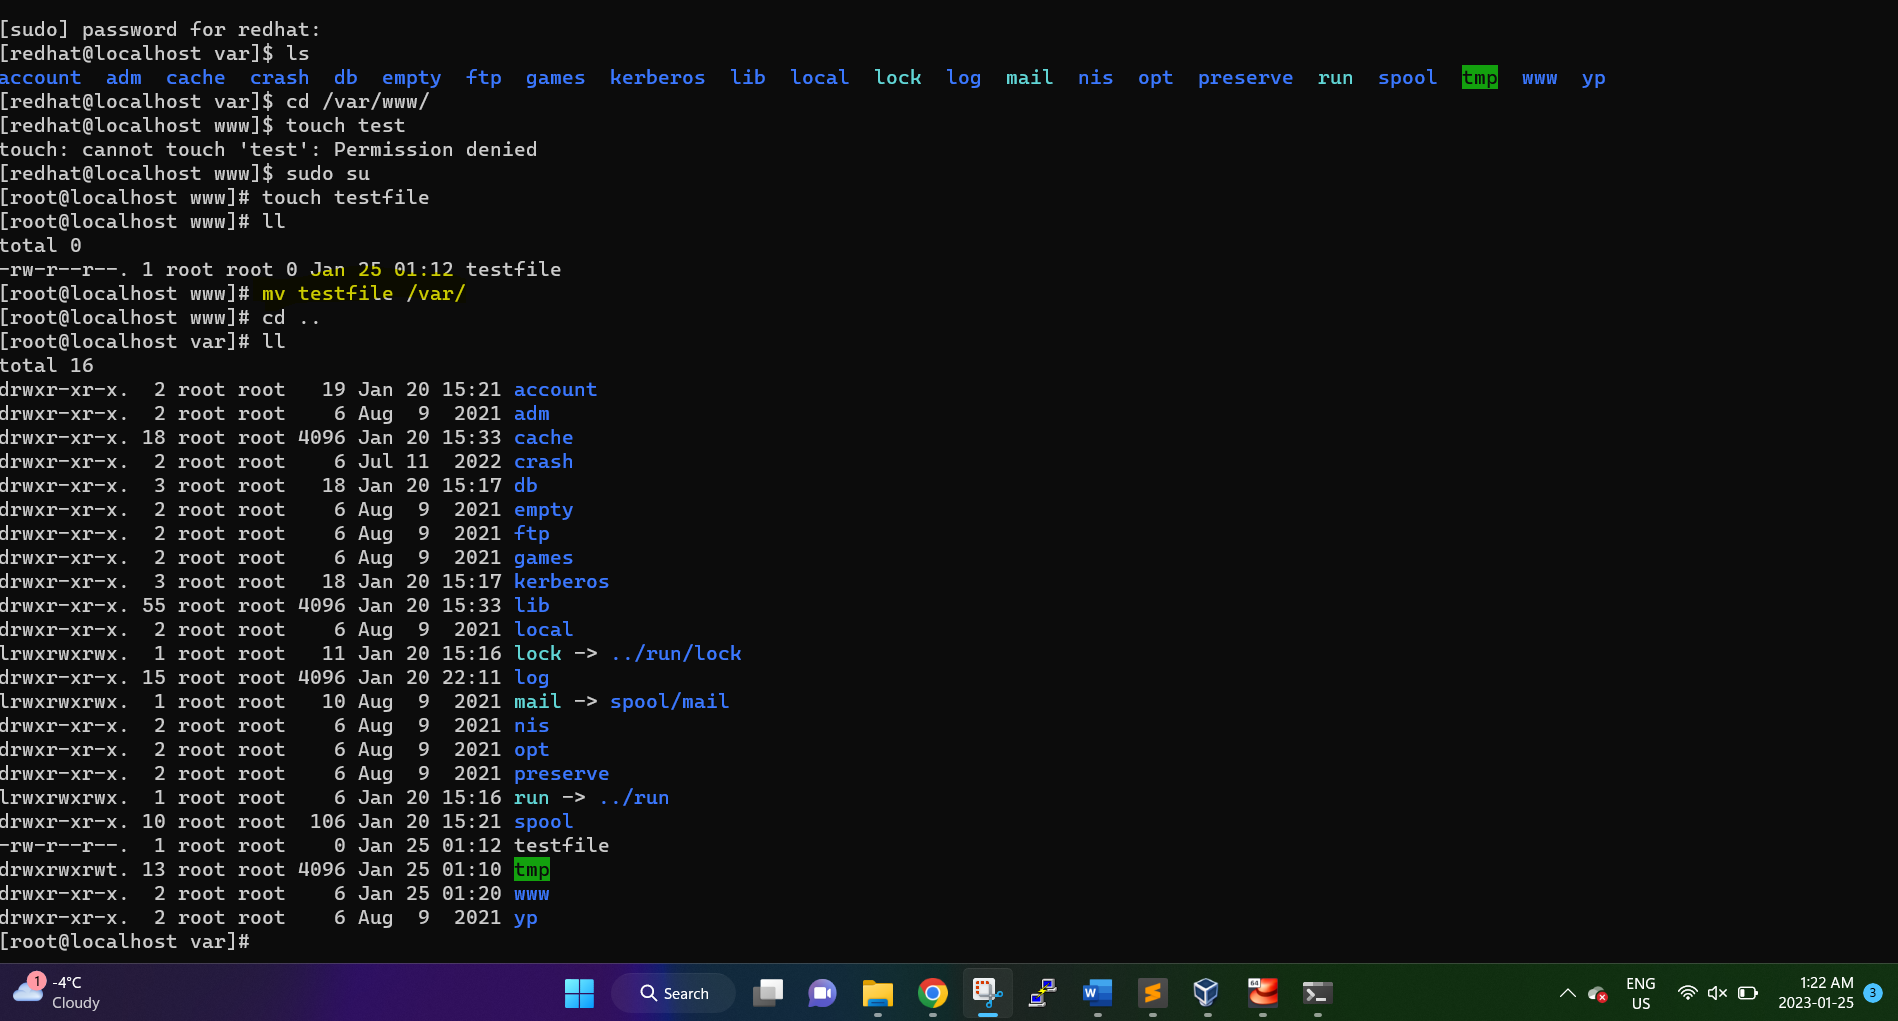 [sudo] password for redhat:
[redhat@localhost var]$ ls
account  adm  cache  crash  db  empty  ftp  games  kerberos  lib  local  lock  log  mail  nis  opt  preserve  run  spool  tmp  www  yp
[redhat@localhost var]$ cd /var/www/
[redhat@localhost www]$ touch test
touch: cannot touch 'test': Permission denied
[redhat@localhost www]$ sudo su
[root@localhost www]# touch testfile
[root@localhost www]# ll
total 0
-rw-r--r--. 1 root root 0 Jan 25 01:12 testfile
[root@localhost www]# mv testfile /var/
[root@localhost www]# cd ..
[root@localhost var]# ll
total 16
drwxr-xr-x.  2 root root   19 Jan 20 15:21 account
drwxr-xr-x.  2 root root    6 Aug  9  2021 adm
drwxr-xr-x. 18 root root 4096 Jan 20 15:33 cache
drwxr-xr-x.  2 root root    6 Jul 11  2022 crash
drwxr-xr-x.  3 root root   18 Jan 20 15:17 db
drwxr-xr-x.  2 root root    6 Aug  9  2021 empty
drwxr-xr-x.  2 root root    6 Aug  9  2021 ftp
drwxr-xr-x.  2 root root    6 Aug  9  2021 games
drwxr-xr-x.  3 root root   18 Jan 20 15:17 kerberos
drwxr-xr-x. 55 root root 4096 Jan 20 15:33 lib
drwxr-xr-x.  2 root root    6 Aug  9  2021 local
lrwxrwxrwx.  1 root root   11 Jan 20 15:16 lock -> ../run/lock
drwxr-xr-x. 15 root root 4096 Jan 20 22:11 log
lrwxrwxrwx.  1 root root   10 Aug  9  2021 mail -> spool/mail
drwxr-xr-x.  2 root root    6 Aug  9  2021 nis
drwxr-xr-x.  2 root root    6 Aug  9  2021 opt
drwxr-xr-x.  2 root root    6 Aug  9  2021 preserve
lrwxrwxrwx.  1 root root    6 Jan 20 15:16 run -> ../run
drwxr-xr-x. 10 root root  106 Jan 20 15:21 spool
-rw-r--r--.  1 root root    0 Jan 25 01:12 testfile
drwxrwxrwt. 13 root root 4096 Jan 25 01:10 tmp
drwxr-xr-x.  2 root root    6 Jan 25 01:20 www
drwxr-xr-x.  2 root root    6 Aug  9  2021 yp
[root@localhost var]#
1
-4°C
Cloudy
Search
W
64
ENG
US
1:22 AM
2023-01-25
3